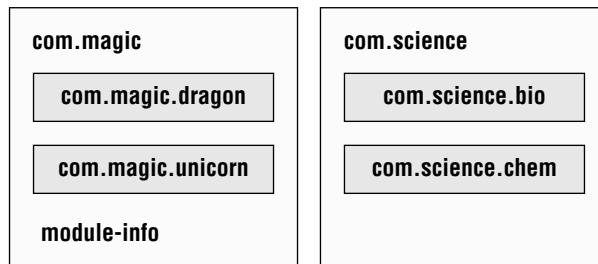 com.magic
com.magic.dragon
com.magic.unicorn
module-info
com.science
com.science.bio
com.science.chem